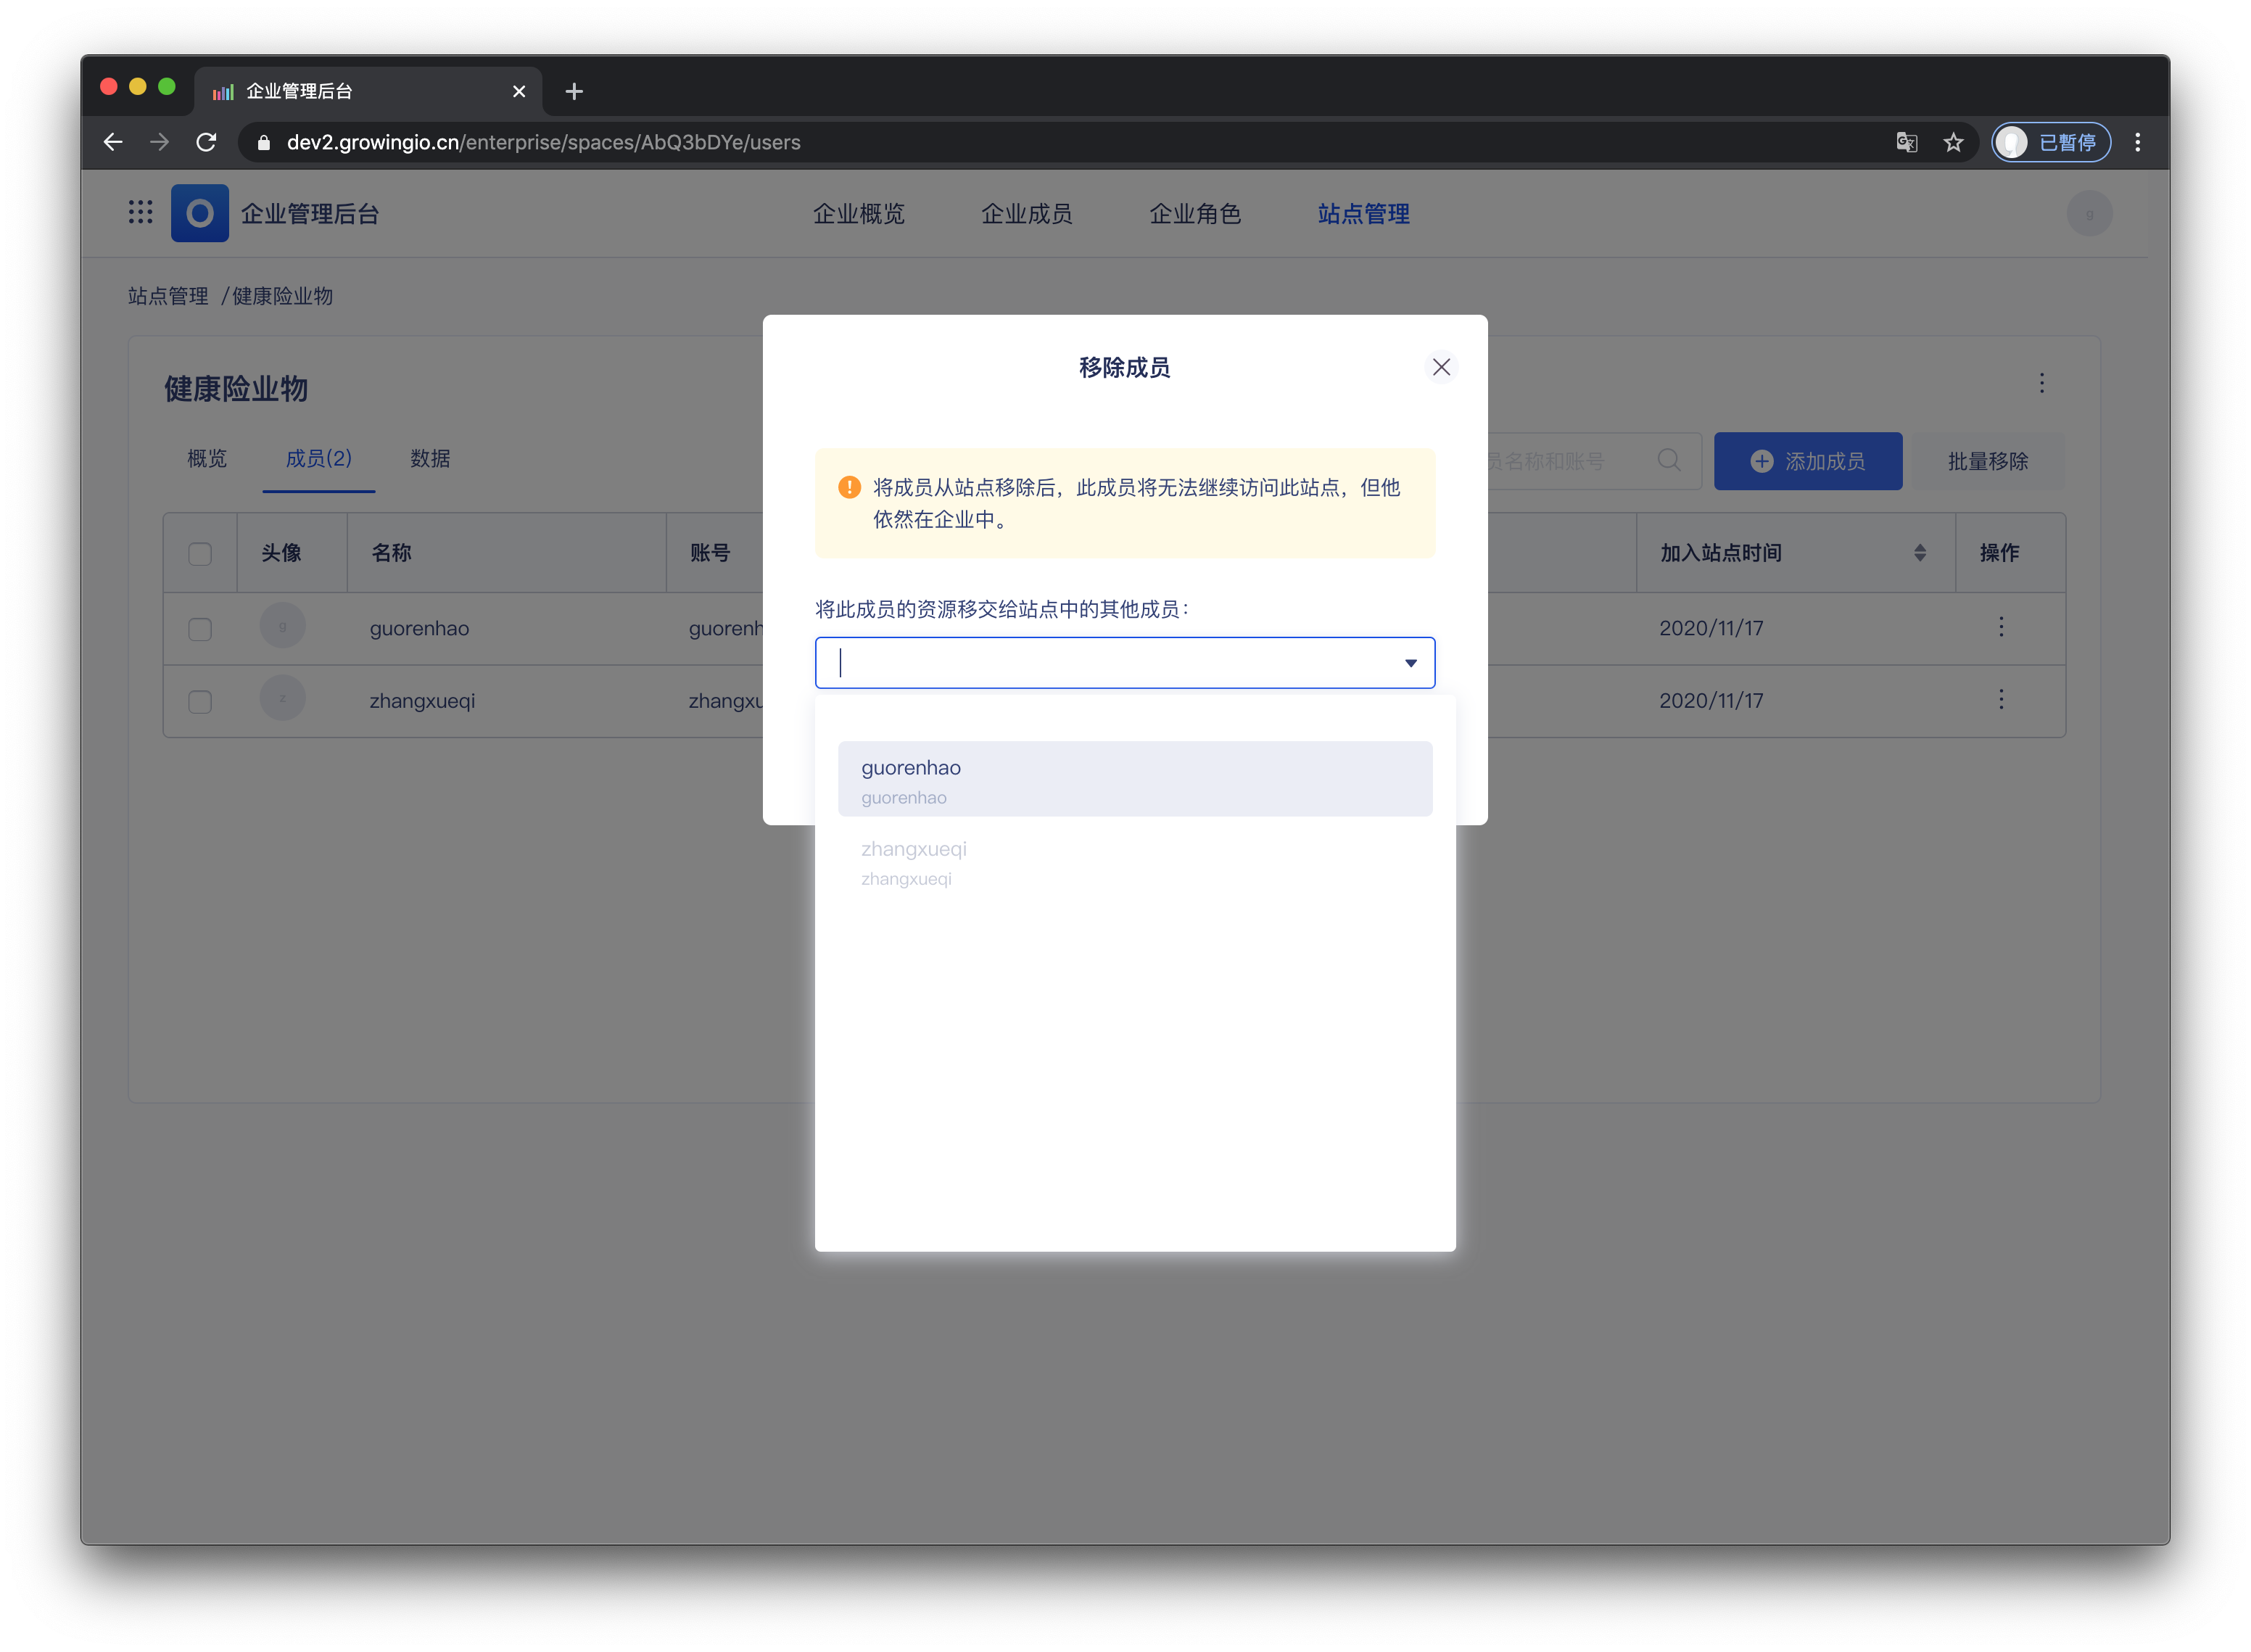 企业管理后台
dev2.growingio.cn/enterprise/spaces/AbQ3bDYe/users
已暂停
企业管理后台
企业概览
企业成员
企业角色
站点管理
g
站点管理 /健康险业物
健康险业物
概览
成员(2)
数据
员名称和账号
添加成员
批量移除
头像
名称
账号
加入站点时间
操作
g
guorenhao
guorenh
2020/11/17
z
zhangxueqi
zhangxu
2020/11/17
移除成员
将成员从站点移除后，此成员将无法继续访问此站点，但他
依然在企业中。
将此成员的资源移交给站点中的其他成员：
guorenhao
guorenhao
zhangxueqi
zhangxueqi